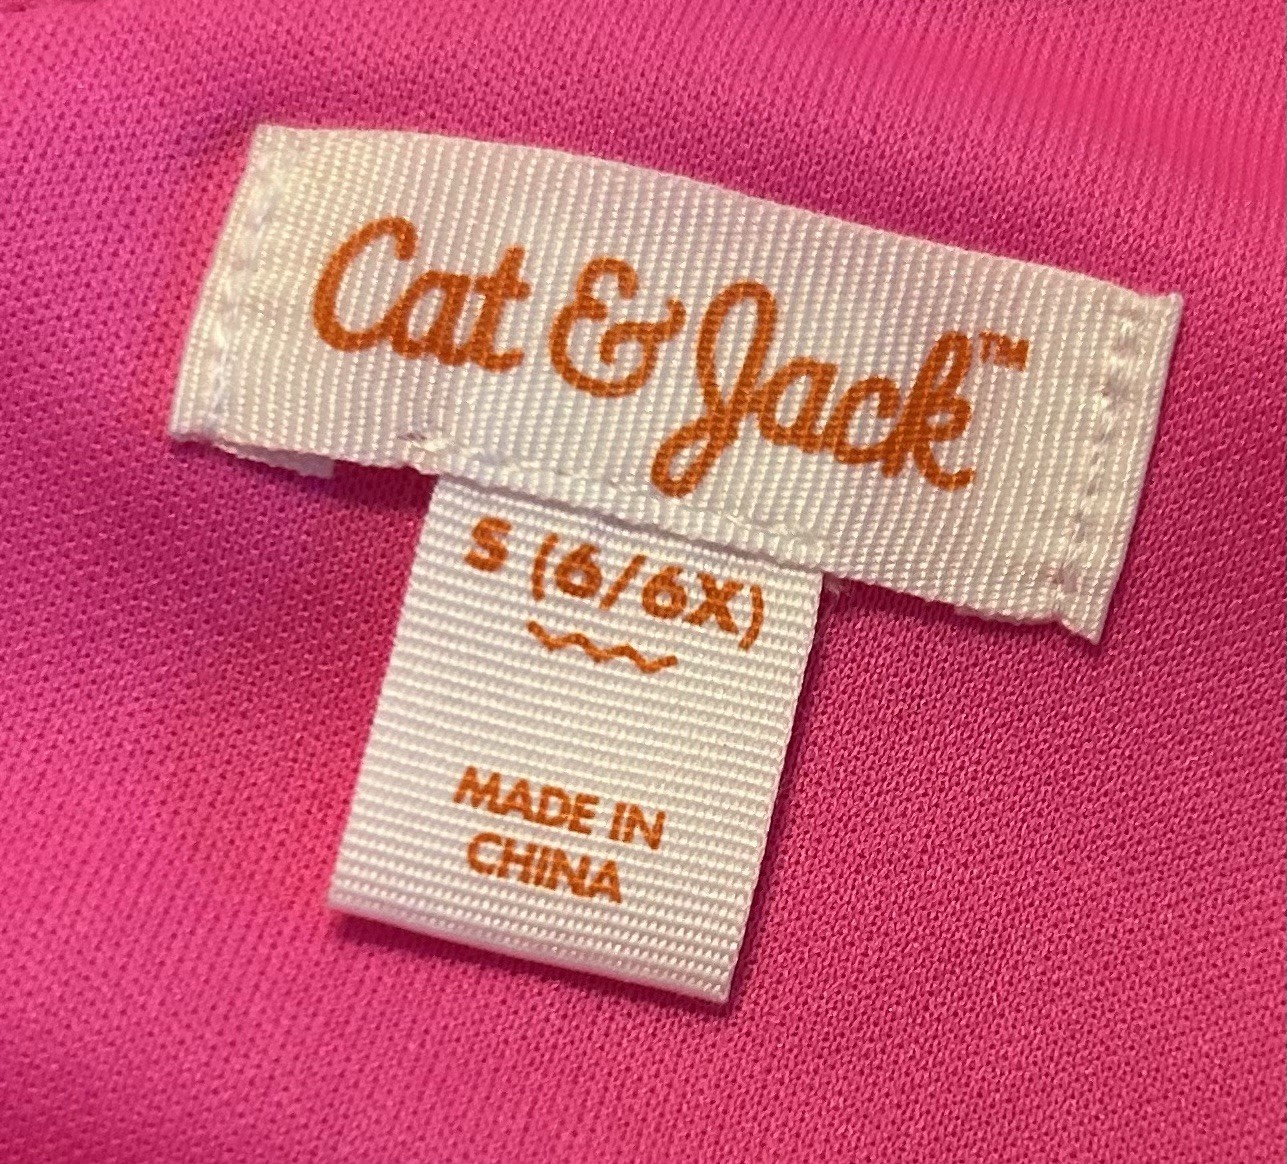 Cat & Jack™
S (6/6X)
MADE IN
CHINA